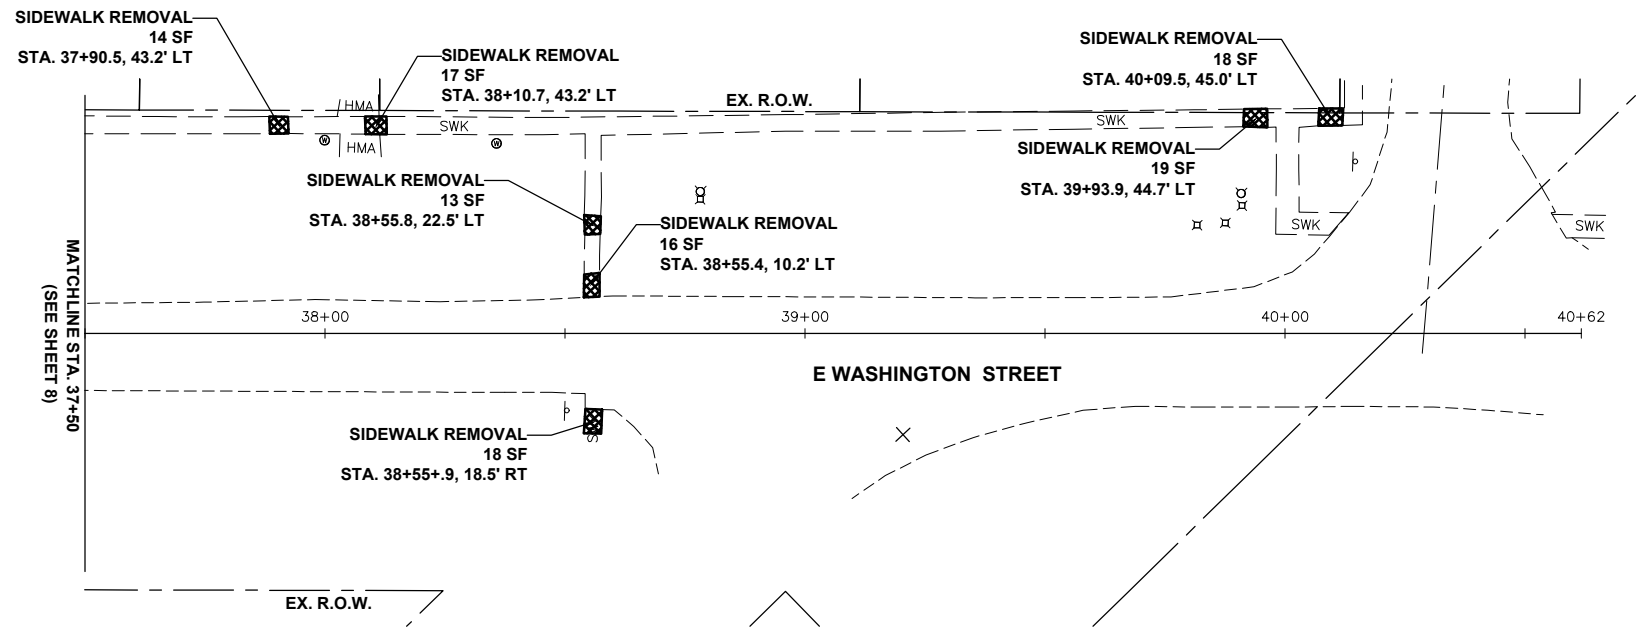 SIDEWALK REMOVAL
14 SF
STA. 37+90.5, 43.2' LT
SIDEWALK REMOVAL
17 SF
STA. 38+10.7, 43.2' LT
SIDEWALK REMOVAL
18 SF
STA. 40+09.5, 45.0' LT
HMA
EX. R.O.W.
SWK
SWK
HMA
W
W
SIDEWALK REMOVAL
19 SF
STA. 39+93.9, 44.7' LT
SIDEWALK REMOVAL
13 SF
STA. 38+55.8, 22.5' LT
SIDEWALK REMOVAL
16 SF
STA. 38+55.4, 10.2' LT
SWK
SWK
MATCHLINE STA. 37+50
(SEE SHEET 8)
38+00
39+00
40+00
40+62
E WASHINGTON STREET
SIDEWALK REMOVAL
18 SF
STA. 38+55+.9, 18.5' RT
EX. R.O.W.